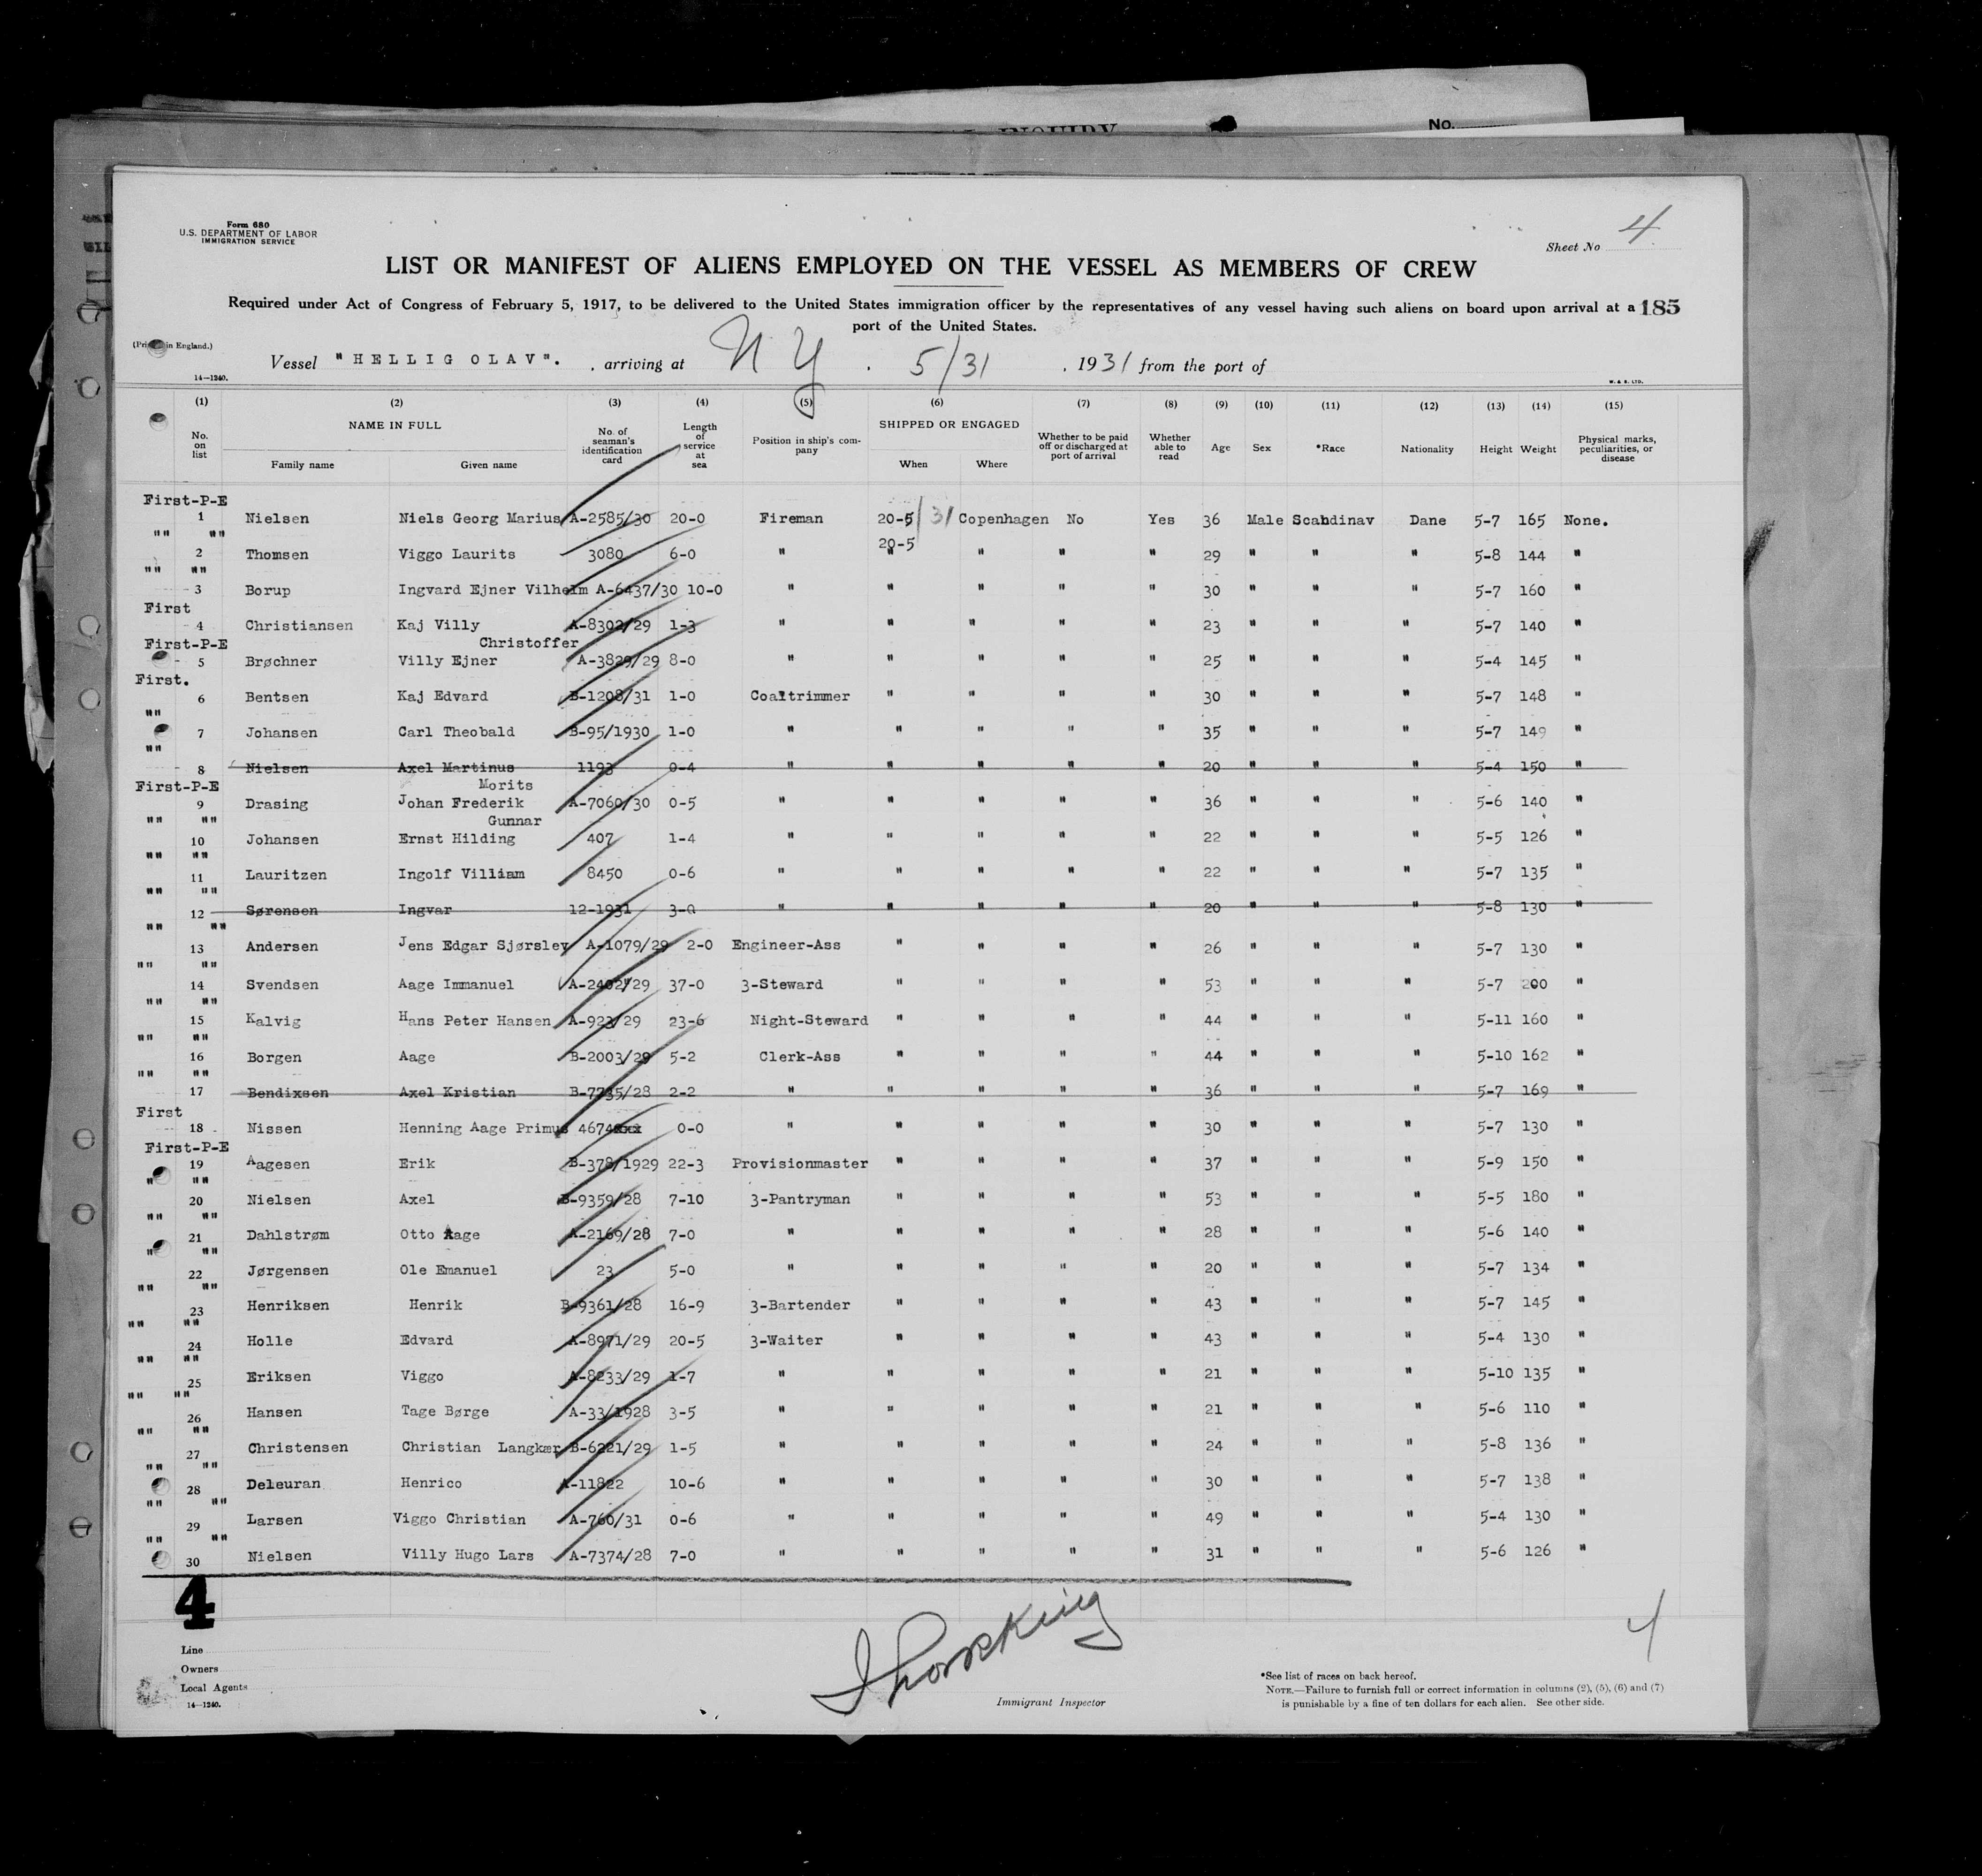 INQUIRY No.
Form 680
U.S. DEPARTMENT OF LABOR
IMMIGRATION SERVICE
Sheet No 4
LIST OR MANIFEST OF ALIENS EMPLOYED ON THE VESSEL AS MEMBERS OF CREW
Required under Act of Congress of February 5, 1917, to be delivered to the United States immigration officer by the representatives of any vessel having such aliens on board upon arrival at a 185
port of the United States.
(Printed in England.)
Vessel "HELLIG OLAV". , arriving at N Y . 5/31 , 1931 from the port of
14—1240. W. & S. LTD.
(1) (2) (3) (4) (5) (6) (7) (8) (9) (10) (11) (12) (13) (14) (15)
No. on list NAME IN FULL Family name Given name No. of seaman's identification card Length of service at sea Position in ship's company SHIPPED OR ENGAGED When Where Whether to be paid off or discharged at port of arrival Whether able to read Age Sex *Race Nationality Height Weight Physical marks, peculiarities, or disease
First-P-E
1 Nielsen Niels Georg Marius A-2585/30 20-0 Fireman 20-5/31 Copenhagen No Yes 36 Male Scandinav Dane 5-7 165 None.
"" "" 20-5
2 Thomsen Viggo Laurits 3080 6-0 " " " " " 29 " " " 5-8 144 "
"" ""
3 Borup Ingvard Ejner Vilhelm A-6437/30 10-0 " " " " " 30 " " " 5-7 160 "
First
4 Christiansen Kaj Villy A-8302/29 1-3 " " " " " 23 " " " 5-7 140 "
First-P-E Christoffer
5 Brøchner Villy Ejner A-3829/29 8-0 " " " " " 25 " " " 5-4 145 "
First.
6 Bentsen Kaj Edvard B-1208/31 1-0 Coaltrimmer " " " " 30 " " " 5-7 148 "
""
7 Johansen Carl Theobald B-95/1930 1-0 " " " " " 35 " " " 5-7 149 "
""
8 Nielsen Axel Martinus 1193 0-4 " " " " " 20 " " " 5-4 150 "
First-P-E Morits
9 Drasing Johan Frederik A-7060/30 0-5 " " " " " 36 " " " 5-6 140 "
"" "" Gunnar
10 Johansen Ernst Hilding 407 1-4 " " " " " 22 " " " 5-5 126 "
"" ""
11 Lauritzen Ingolf Villiam 8450 0-6 " " " " " 22 " " " 5-7 135 "
"" ""
12 Sørensen Ingvar 12-1931 3-0 " " " " " 20 " " " 5-8 130 "
"" ""
13 Andersen Jens Edgar Sjørslev A-1079/29 2-0 Engineer-Ass " " " " 26 " " " 5-7 130 "
"" ""
14 Svendsen Aage Immanuel A-2402/29 37-0 3-Steward " " " " 53 " " " 5-7 200 "
"" ""
15 Kalvig Hans Peter Hansen A-923/29 23-6 Night-Steward " " " " 44 " " " 5-11 160 "
"" ""
16 Borgen Aage B-2003/29 5-2 Clerk-Ass " " " " 44 " " " 5-10 162 "
"" ""
17 Bendixsen Axel Kristian B-7735/28 2-2 " " " " " 36 " " " 5-7 169 "
First
18 Nissen Henning Aage Primus 4674xxx 0-0 " " " " " 30 " " " 5-7 130 "
First-P-E
19 Aagesen Erik B-378/1929 22-3 Provisionmaster " " " " 37 " " " 5-9 150 "
" ""
20 Nielsen Axel B-9359/28 7-10 3-Pantryman " " " " 53 " " " 5-5 180 "
"" ""
21 Dahlstrøm Otto Aage A-2169/28 7-0 " " " " " 28 " " " 5-6 140 "
" ""
22 Jørgensen Ole Emanuel 23 5-0 " " " " " 20 " " " 5-7 134 "
"" ""
23 Henriksen Henrik B-9361/28 16-9 3-Bartender " " " " 43 " " " 5-7 145 "
"" ""
24 Holle Edvard A-8971/29 20-5 3-Waiter " " " " 43 " " " 5-4 130 "
"" ""
25 Eriksen Viggo A-8233/29 1-7 " " " " " 21 " " " 5-10 135 "
"" ""
26 Hansen Tage Børge A-33/1928 3-5 " " " " " 21 " " " 5-6 110 "
"" ""
27 Christensen Christian Langkær B-6221/29 1-5 " " " " " 24 " " " 5-8 136 "
"" ""
28 Deleuran Henrico A-11822 10-6 " " " " " 30 " " " 5-7 138 "
"" ""
29 Larsen Viggo Christian A-760/31 0-6 " " " " " 49 " " " 5-4 130 "
"" ""
30 Nielsen Villy Hugo Lars A-7374/28 7-0 " " " " " 31 " " " 5-6 126 "
4
4
Line
Owners
Local Agents
14—1240.
Immigrant Inspector
*See list of races on back hereof.
NOTE.—Failure to furnish full or correct information in columns (2), (5), (6) and (7)
is punishable by a fine of ten dollars for each alien. See other side.